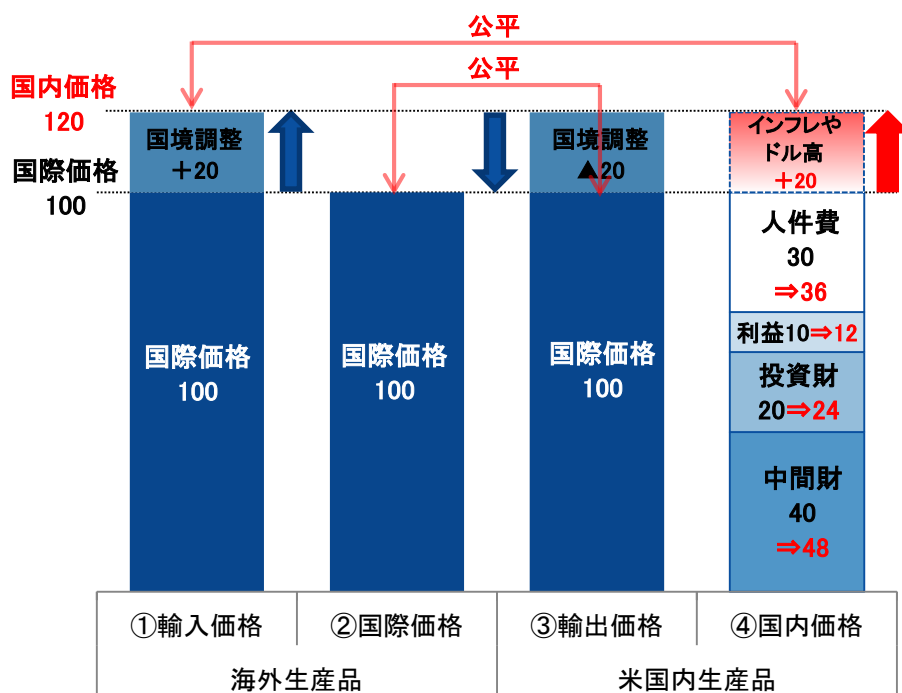 公平
公平
国内価格
120
国際価格
100
国境調整
＋20
国際価格
100
国際価格
100
国境調整
▲20
国際価格
100
インフレや
ドル高
＋20
人件費
30
⇒36
利益10⇒12
投資財
20⇒24
中間財
40
⇒48
①輸入価格
②国際価格
③輸出価格
④国内価格
海外生産品
米国内生産品